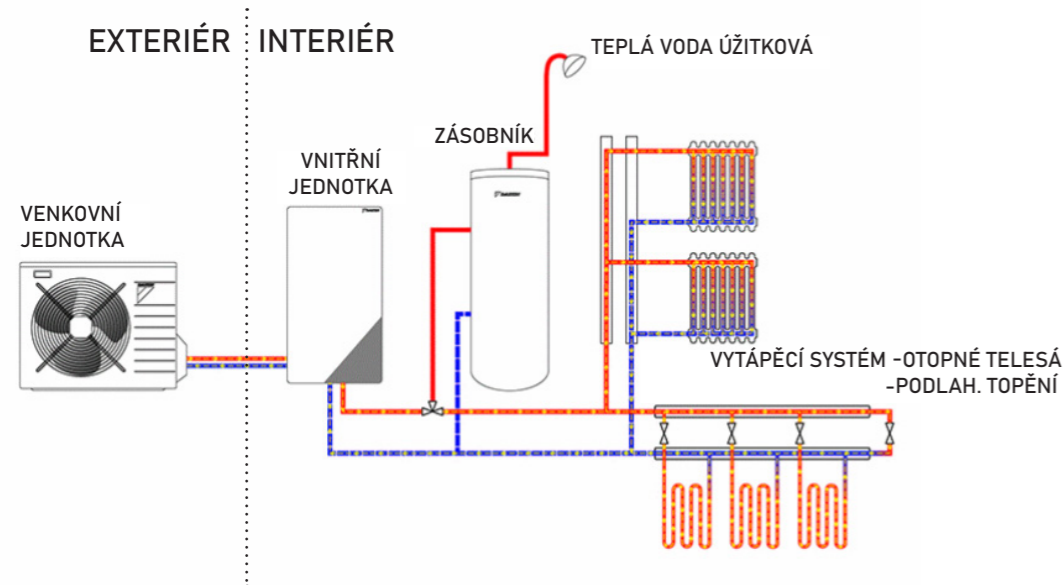 EXTERIÉR INTERIÉR
TEPLÁ VODA ÚŽITKOVÁ
ZÁSOBNÍK
VNITŘNÍ
JEDNOTKA
VENKOVNÍ
JEDNOTKA
VYTÁPĚCÍ SYSTÉM -OTOPNÉ TELESÁ
-PODLAH. TOPĚNÍ